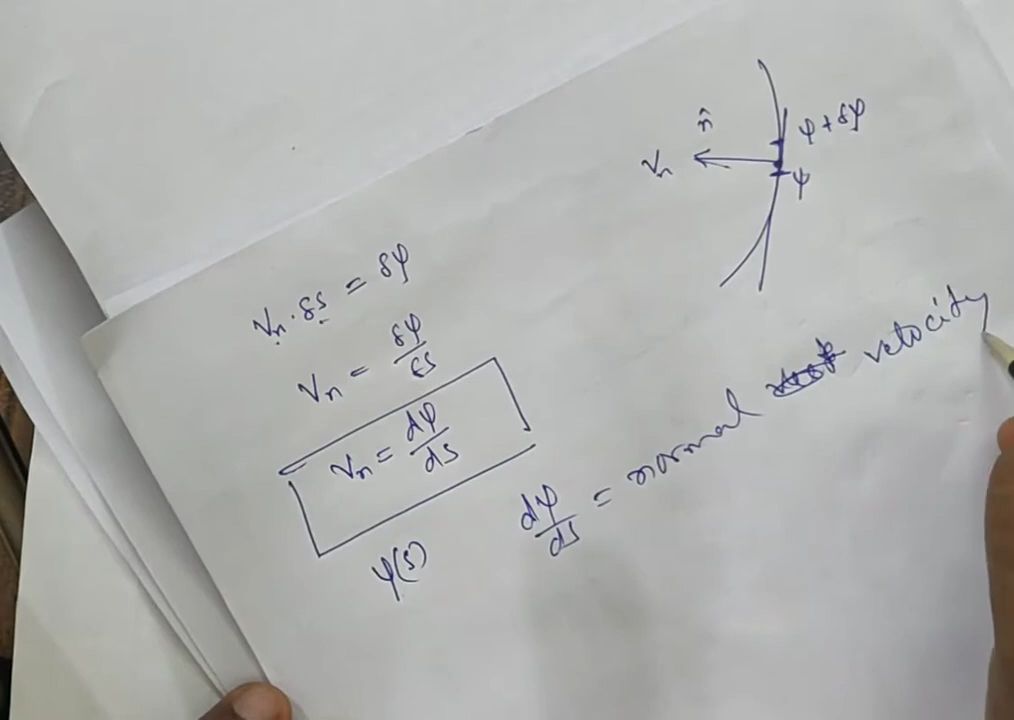 n̂
ψ + δψ
Vₙ
ψ
Vₙ · δs = δψ
Vₙ = δψ/δs
Vₙ = dψ/ds
dψ/ds = normal velocity
ψ(s)